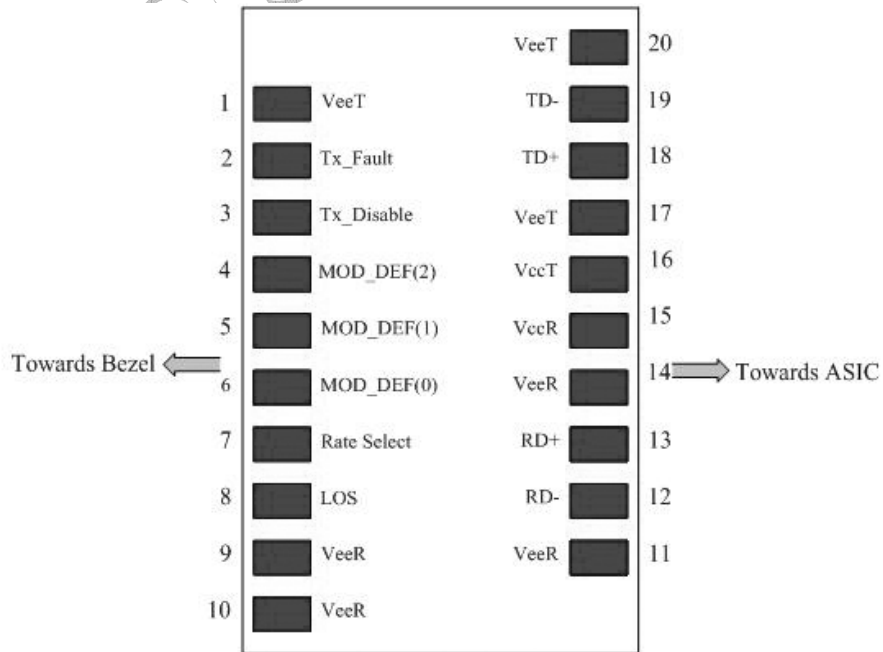 VeeT 20
1 VeeT TD- 19
2 Tx_Fault TD+ 18
3 Tx_Disable VeeT 17
4 MOD_DEF(2) VccT 16
5 MOD_DEF(1) VccR 15
Towards Bezel 6 MOD_DEF(0) VeeR 14 Towards ASIC
7 Rate Select RD+ 13
8 LOS RD- 12
9 VeeR VeeR 11
10 VeeR